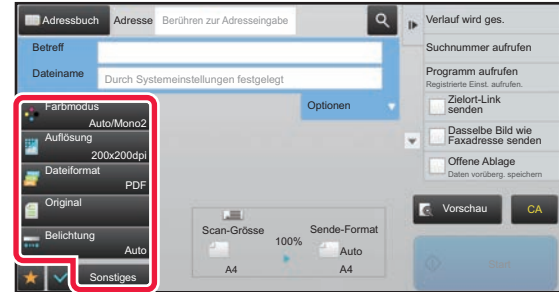 Adressbuch
Adresse
Berühren zur Adresseingabe
Verlauf wird ges.
Betreff
Suchnummer aufrufen
Dateiname
Durch Systemeinstellungen festgelegt
Programm aufrufen
Registrierte Einst. aufrufen.
Optionen
Zielort-Link
senden
Dasselbe Bild wie
Faxadresse senden
Offene Ablage
Daten vorüberg. speichern
Farbmodus
Auto/Mono2
Auflösung
200x200dpi
Dateiformat
PDF
Original
Belichtung
Auto
Sonstiges
Scan-Grösse
A4
100%
Sende-Format
Auto
A4
Vorschau
CA
Start